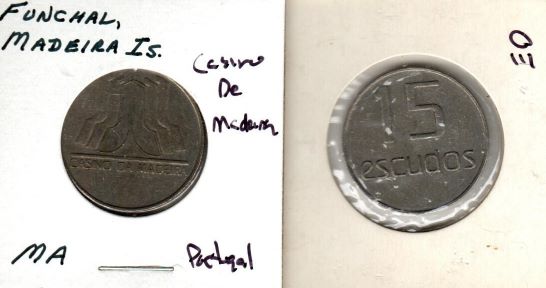 FUNCHAL,
MADEIRA IS.
Casino
De
Madeira
CASINO DA MADEIRA
MA
Portugal
15
escudos